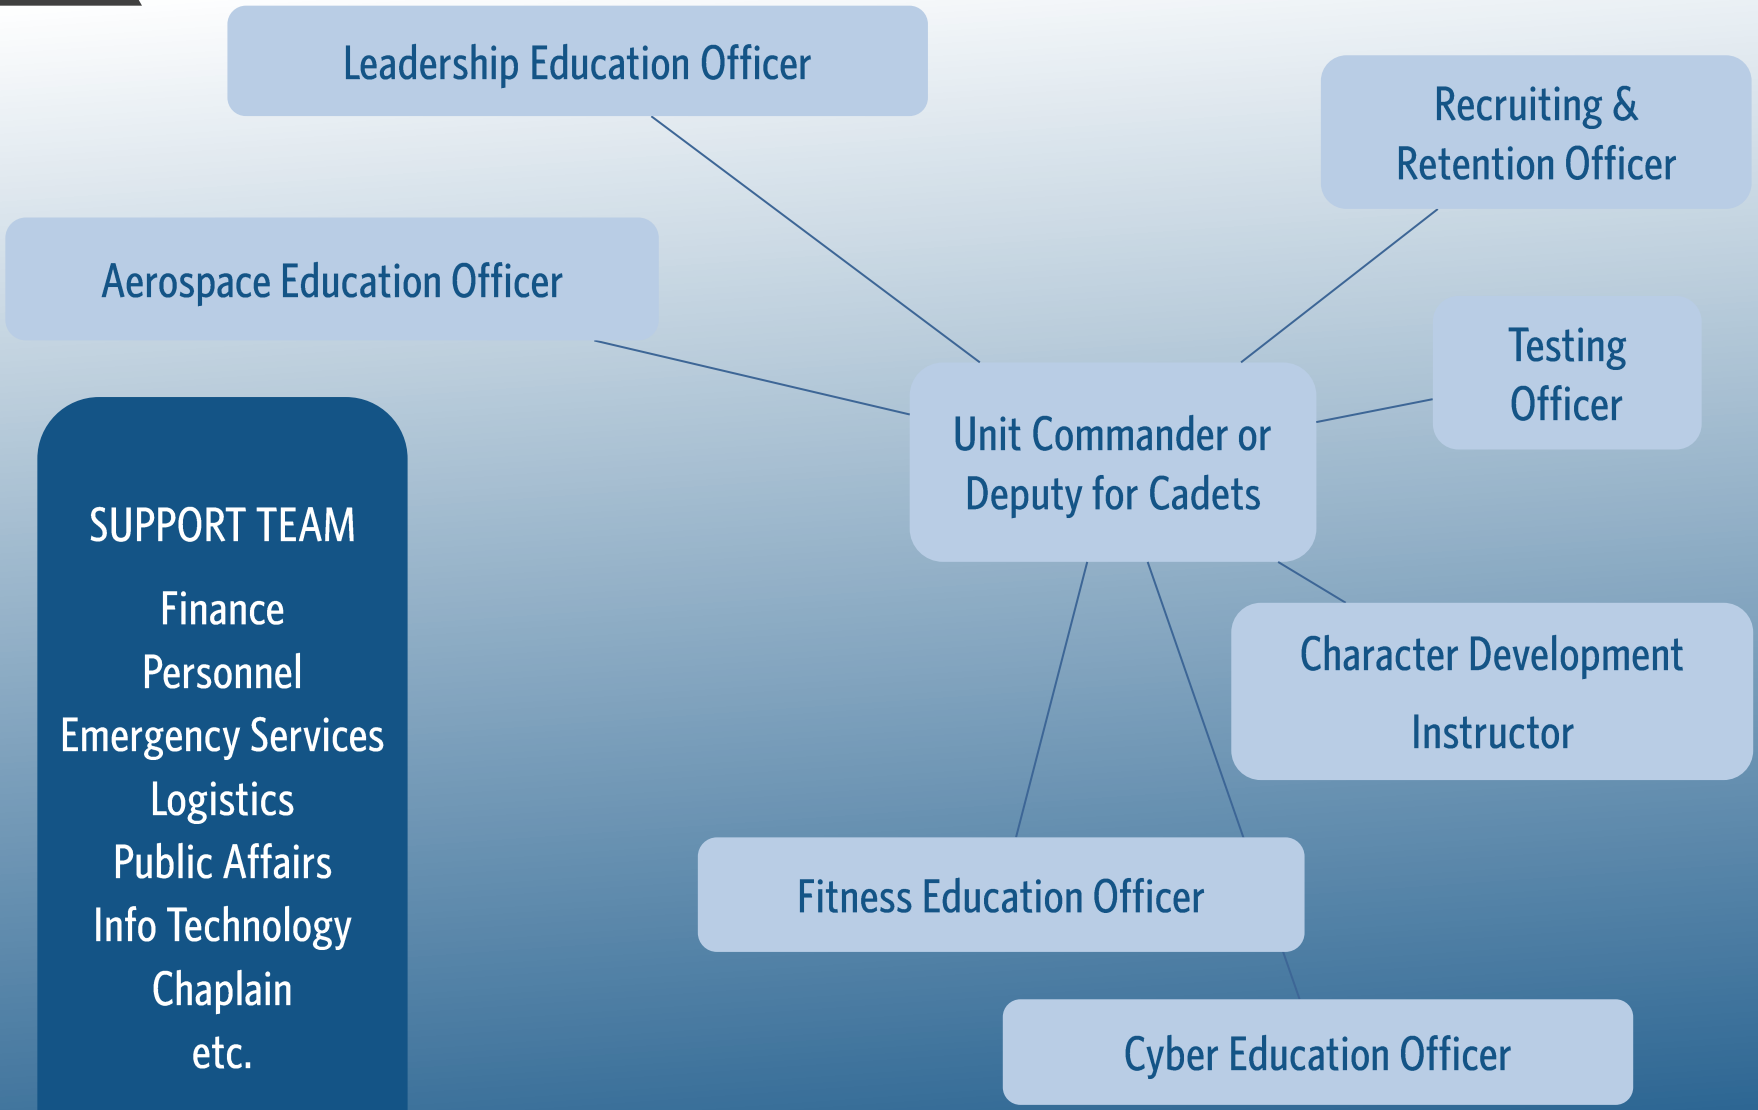 Leadership Education Officer
Recruiting &
Retention Officer
Aerospace Education Officer
Testing
Officer
Unit Commander or
Deputy for Cadets
SUPPORT TEAM
Finance
Personnel
Emergency Services
Logistics
Public Affairs
Info Technology
Chaplain
etc.
Character Development
Instructor
Fitness Education Officer
Cyber Education Officer